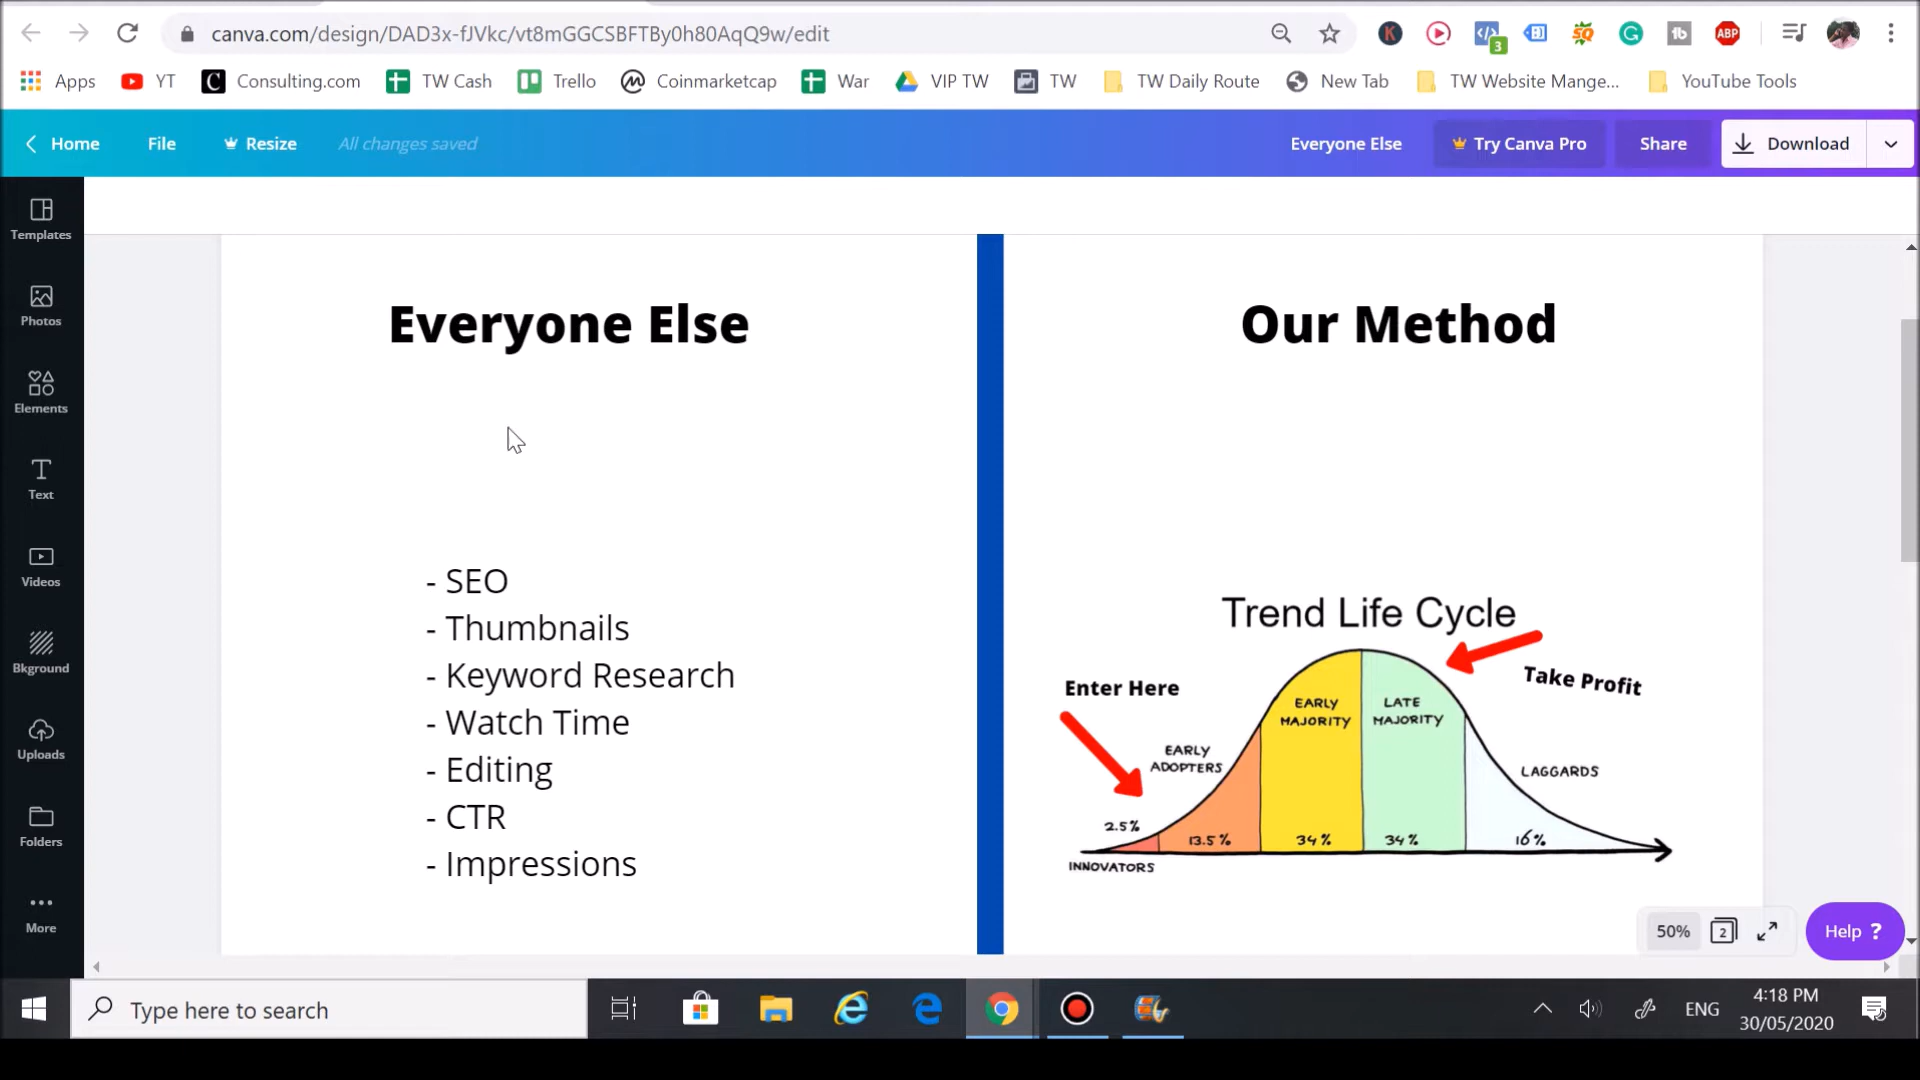 canva.com/design/DAD3x-fJVkc/vt8mGGCSBFTBy0h80AqQ9w/edit
K
3
ABP
Apps
YT
Consulting.com
TW Cash
Trello
Coinmarketcap
War
VIP TW
TW
TW Daily Route
New Tab
TW Website Mange...
YouTube Tools
Home
File
Resize
All changes saved
Everyone Else
Try Canva Pro
Share
Download
Templates
Photos
Elements
Text
Videos
Bkground
Uploads
Folders
More
Everyone Else
- SEO
- Thumbnails
- Keyword Research
- Watch Time
- Editing
- CTR
- Impressions
Our Method
Trend Life Cycle
Enter Here
Take Profit
EARLY
MAJORITY
LATE
MAJORITY
EARLY
ADOPTERS
LAGGARDS
2.5%
13.5%
34%
34%
16%
INNOVATORS
50%
2
Help ?
Type here to search
ENG
4:18 PM
30/05/2020